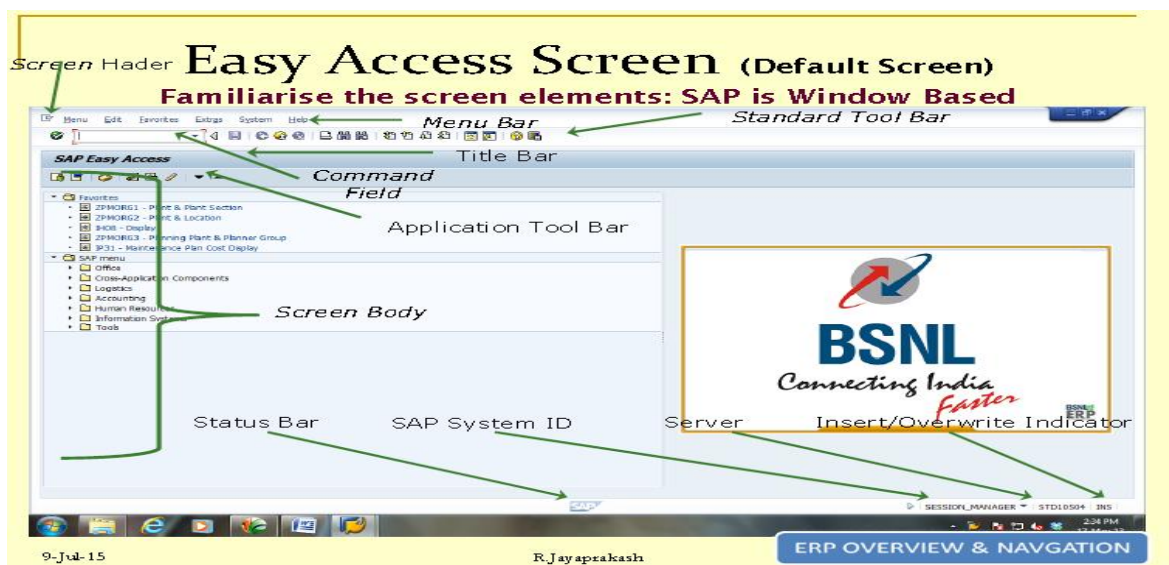 Screen Hader Easy Access Screen (Default Screen)
Familiarise the screen elements: SAP is Window Based
Menu Edit Favorites Extras System Help
Menu Bar
Standard Tool Bar
SAP Easy Access
Title Bar
Command
Field
Application Tool Bar
Favorites
ZPMORG1 - Plant & Plant Section
ZPMORG2 - Plant & Location
IH08 - Display
ZPMORG3 - Planning Plant & Planner Group
IP31 - Maintenance Plan Cost Display
SAP menu
Office
Cross-Application Components
Logistics
Accounting
Human Resources
Information Systems
Tools
Screen Body
BSNL
Connecting India
Faster
BSNL
ERP
Status Bar
SAP System ID
Server
Insert/Overwrite Indicator
SAP
SESSION_MANAGER
STD10504
INS
2:34 PM
9-Jul-15
R.Jayaprakash
ERP OVERVIEW & NAVGATION